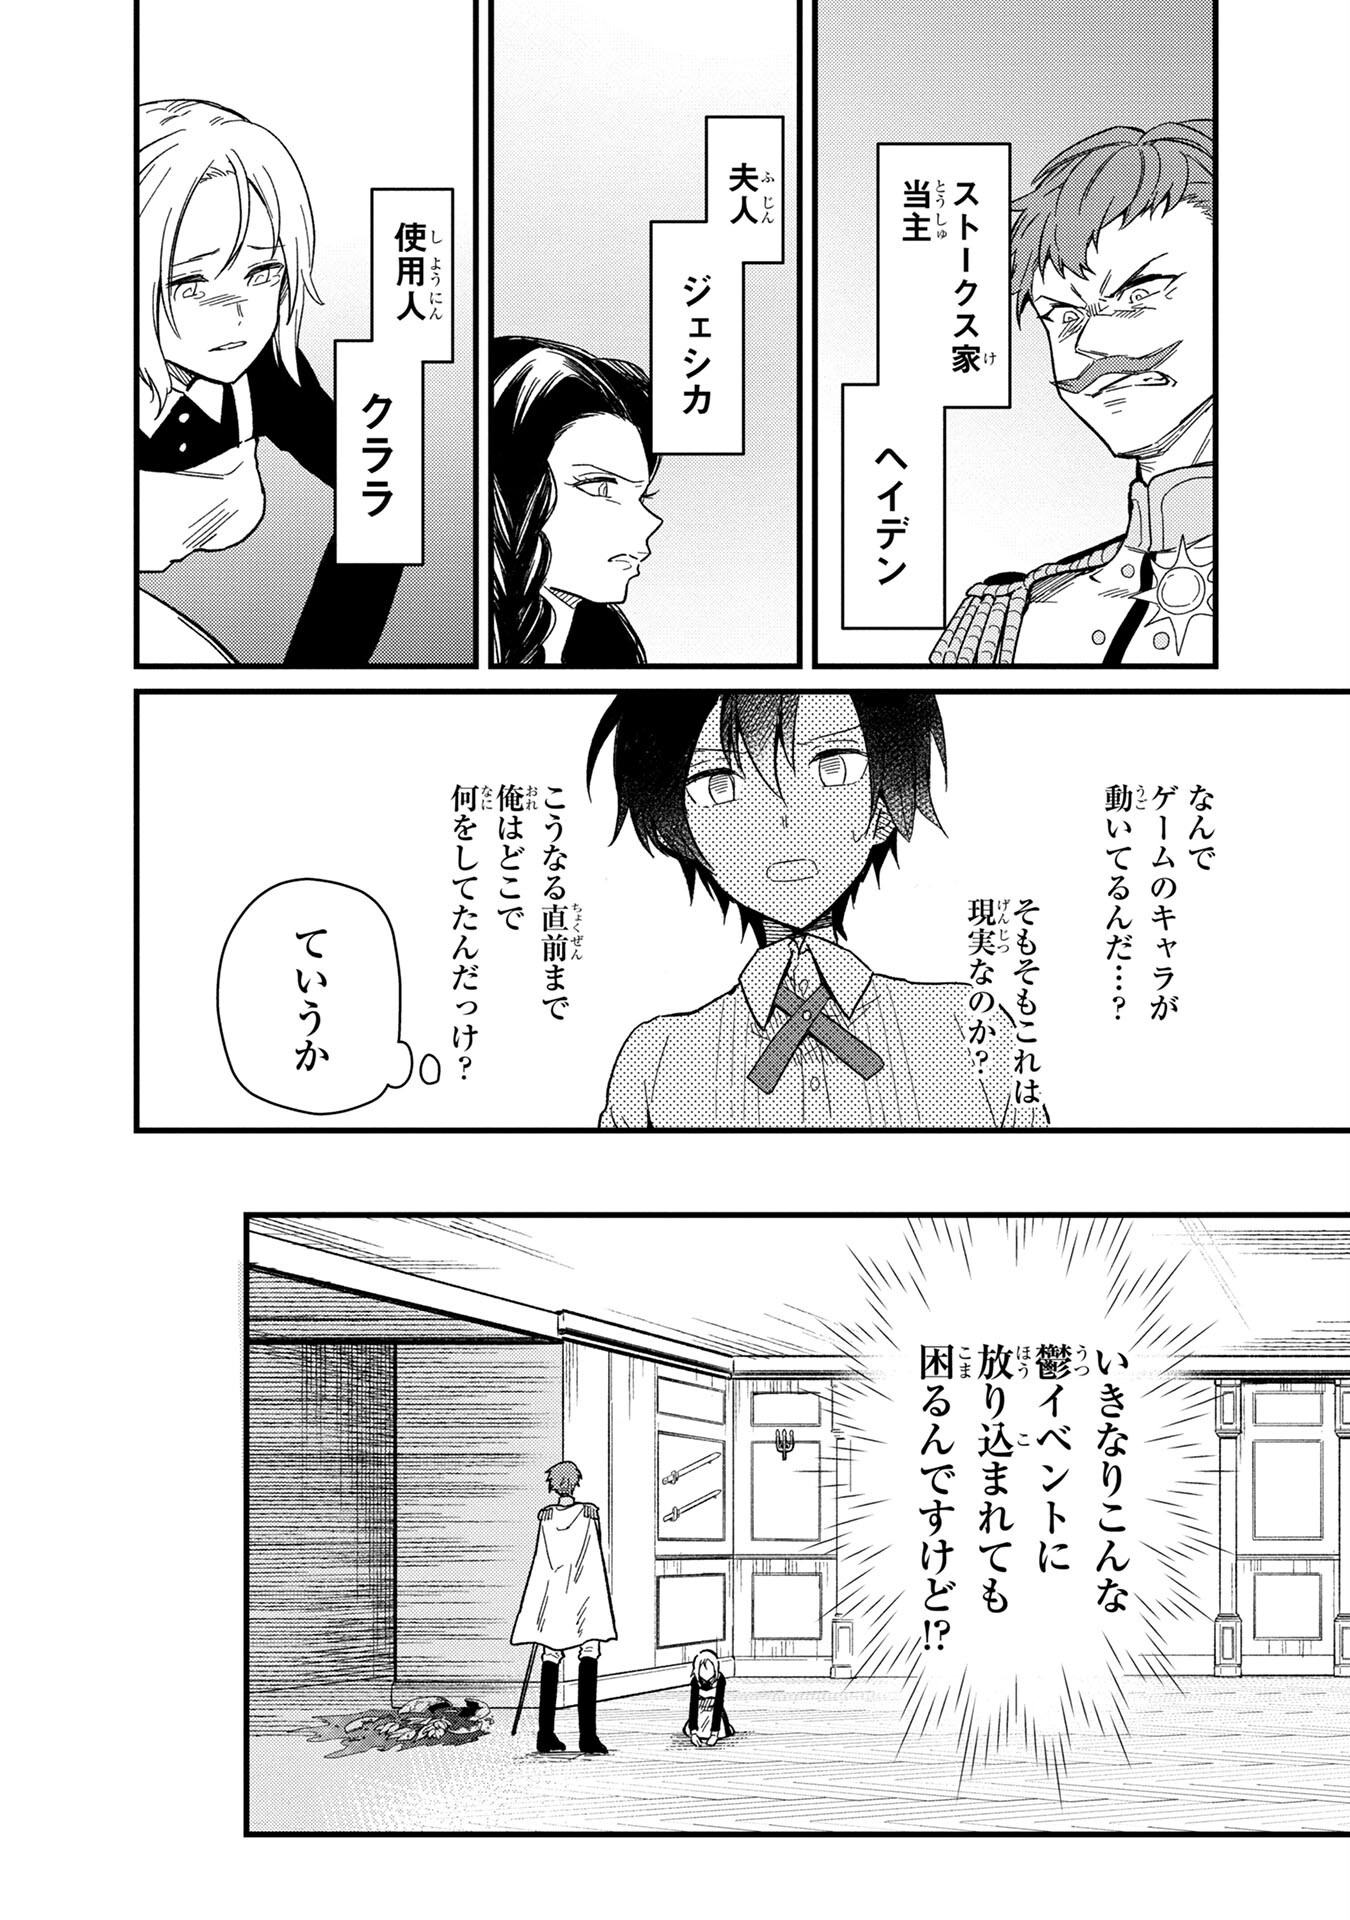 ストークス家
当主
ヘイデン
夫人
ジェシカ
使用人
クララ
なんで
ゲームのキャラが
動いてるんだ…？
そもそもこれは
現実なのか？
こうなる直前まで
俺はどこで
何をしてたんだっけ？
ていうか
いきなりこんな
鬱イベントに
放り込まれても
困るんですけど!?